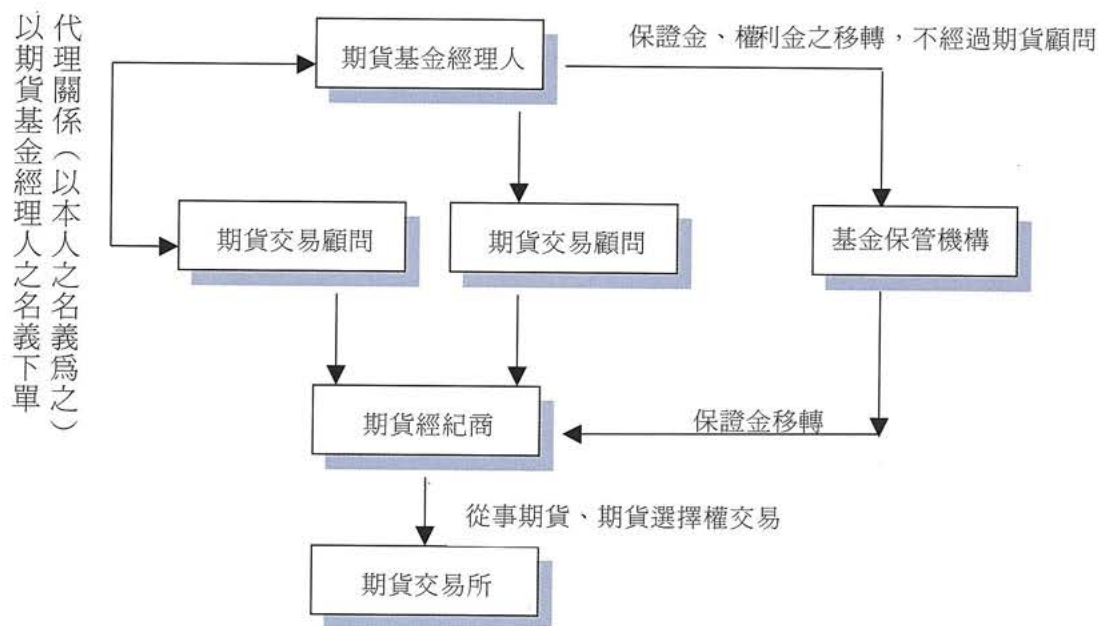 代理關係（以本人之名義爲之）
以期貨基金經理人之名義下單
期貨基金經理人
保證金、權利金之移轉，不經過期貨顧問
期貨交易顧問
期貨交易顧問
基金保管機構
期貨經紀商
保證金移轉
從事期貨、期貨選擇權交易
期貨交易所